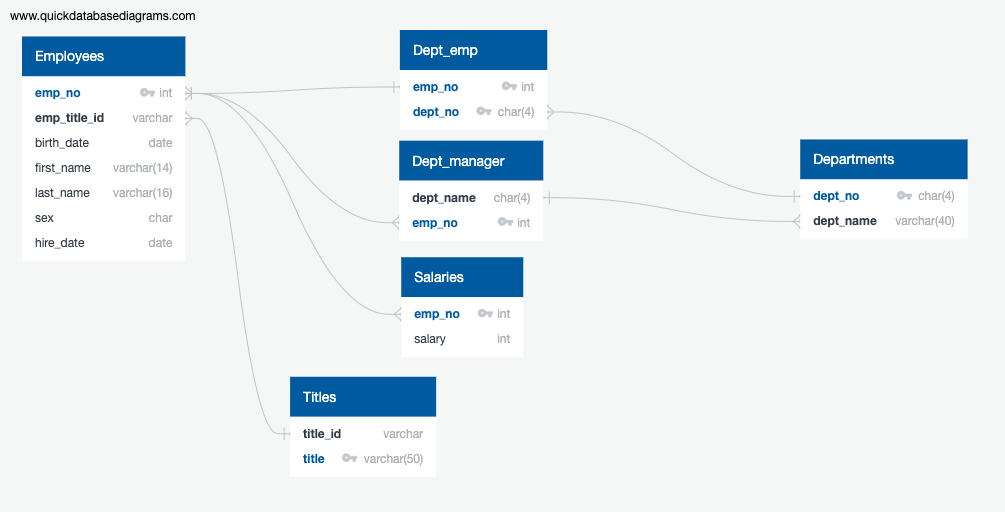 www.quickdatabasediagrams.com
Employees
emp_no int
emp_title_id varchar
birth_date date
first_name varchar(14)
last_name varchar(16)
sex char
hire_date date
Dept_emp
emp_no int
dept_no char(4)
Dept_manager
dept_name char(4)
emp_no int
Departments
dept_no char(4)
dept_name varchar(40)
Salaries
emp_no int
salary int
Titles
title_id varchar
title varchar(50)